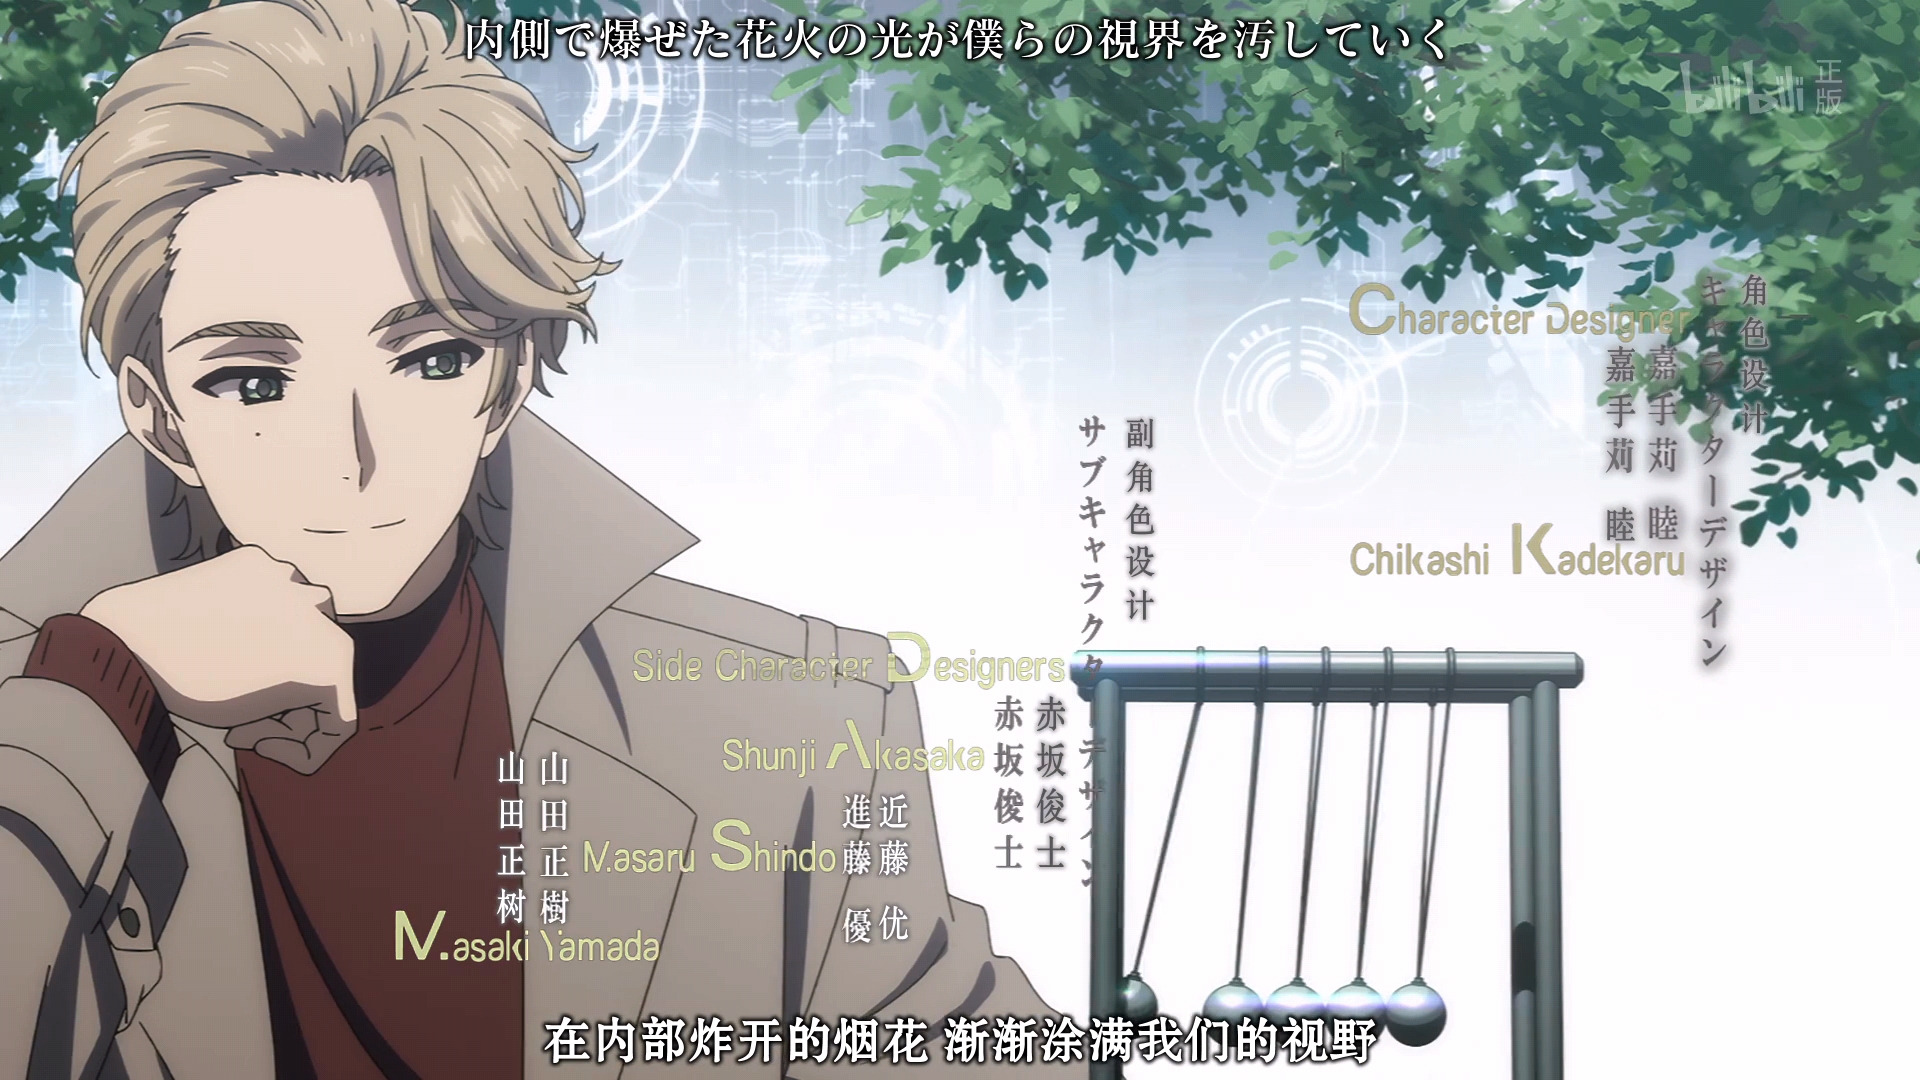 内側で爆ぜた花火の光が僕らの視界を汚していく
bilibili 正版
角色设计
キャラクターデザイン
Character Designer
嘉手苅 睦
嘉手苅 睦
Chikashi Kadekaru
副角色设计
サブキャラクターデザイン
Side Character Designers
赤坂俊士
赤坂俊士
Shunji Akasaka
近藤 优
進藤 優
Masaru Shindo
山田正樹
山田正树
Masaki Yamada
在内部炸开的烟花 渐渐涂满我们的视野